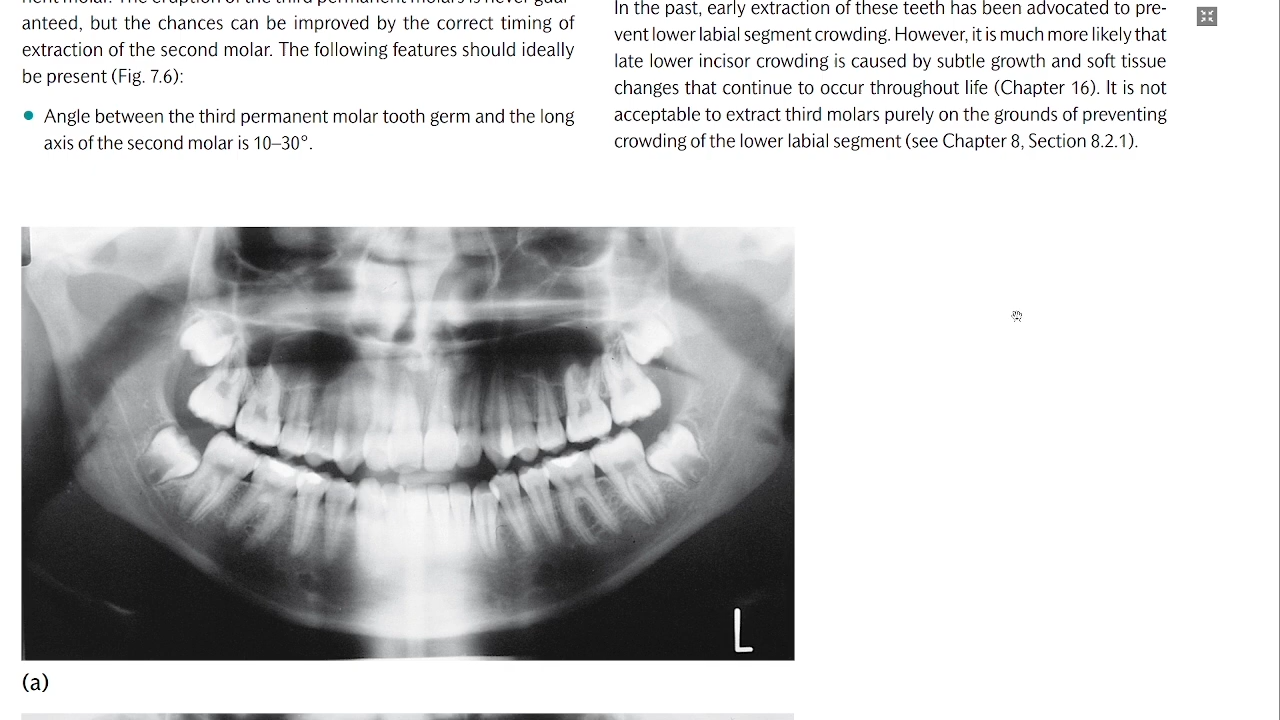 anteed, but the chances can be improved by the correct timing of
extraction of the second molar. The following features should ideally
be present (Fig. 7.6):
• Angle between the third permanent molar tooth germ and the long
axis of the second molar is 10–30°.
In the past, early extraction of these teeth has been advocated to pre-
vent lower labial segment crowding. However, it is much more likely that
late lower incisor crowding is caused by subtle growth and soft tissue
changes that continue to occur throughout life (Chapter 16). It is not
acceptable to extract third molars purely on the grounds of preventing
crowding of the lower labial segment (see Chapter 8, Section 8.2.1).
L
(a)